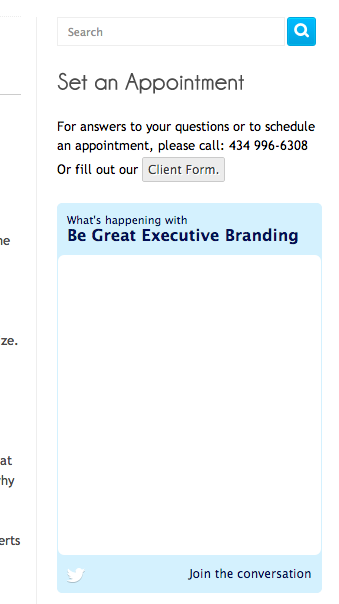 Search
Set an Appointment
For answers to your questions or to schedule
an appointment, please call: 434 996-6308
Or fill out our Client Form.
ne
What's happening with
Be Great Executive Branding
ze.
at
hy
erts
Join the conversation